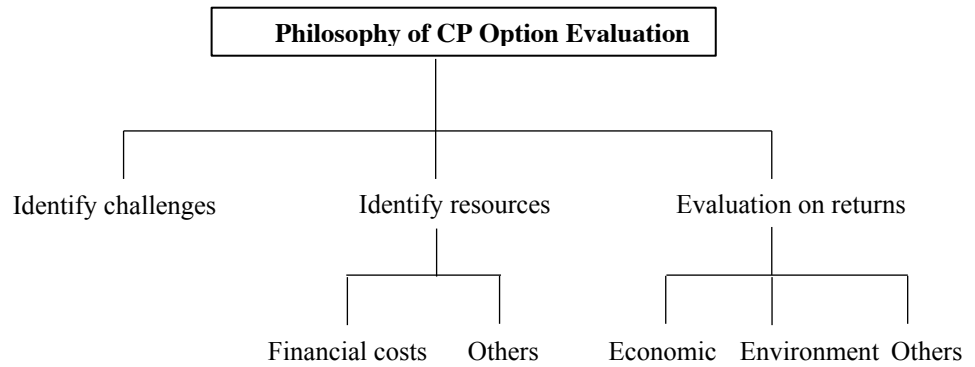 Philosophy of CP Option Evaluation
Identify challenges Identify resources Evaluation on returns
Financial costs Others Economic Environment Others